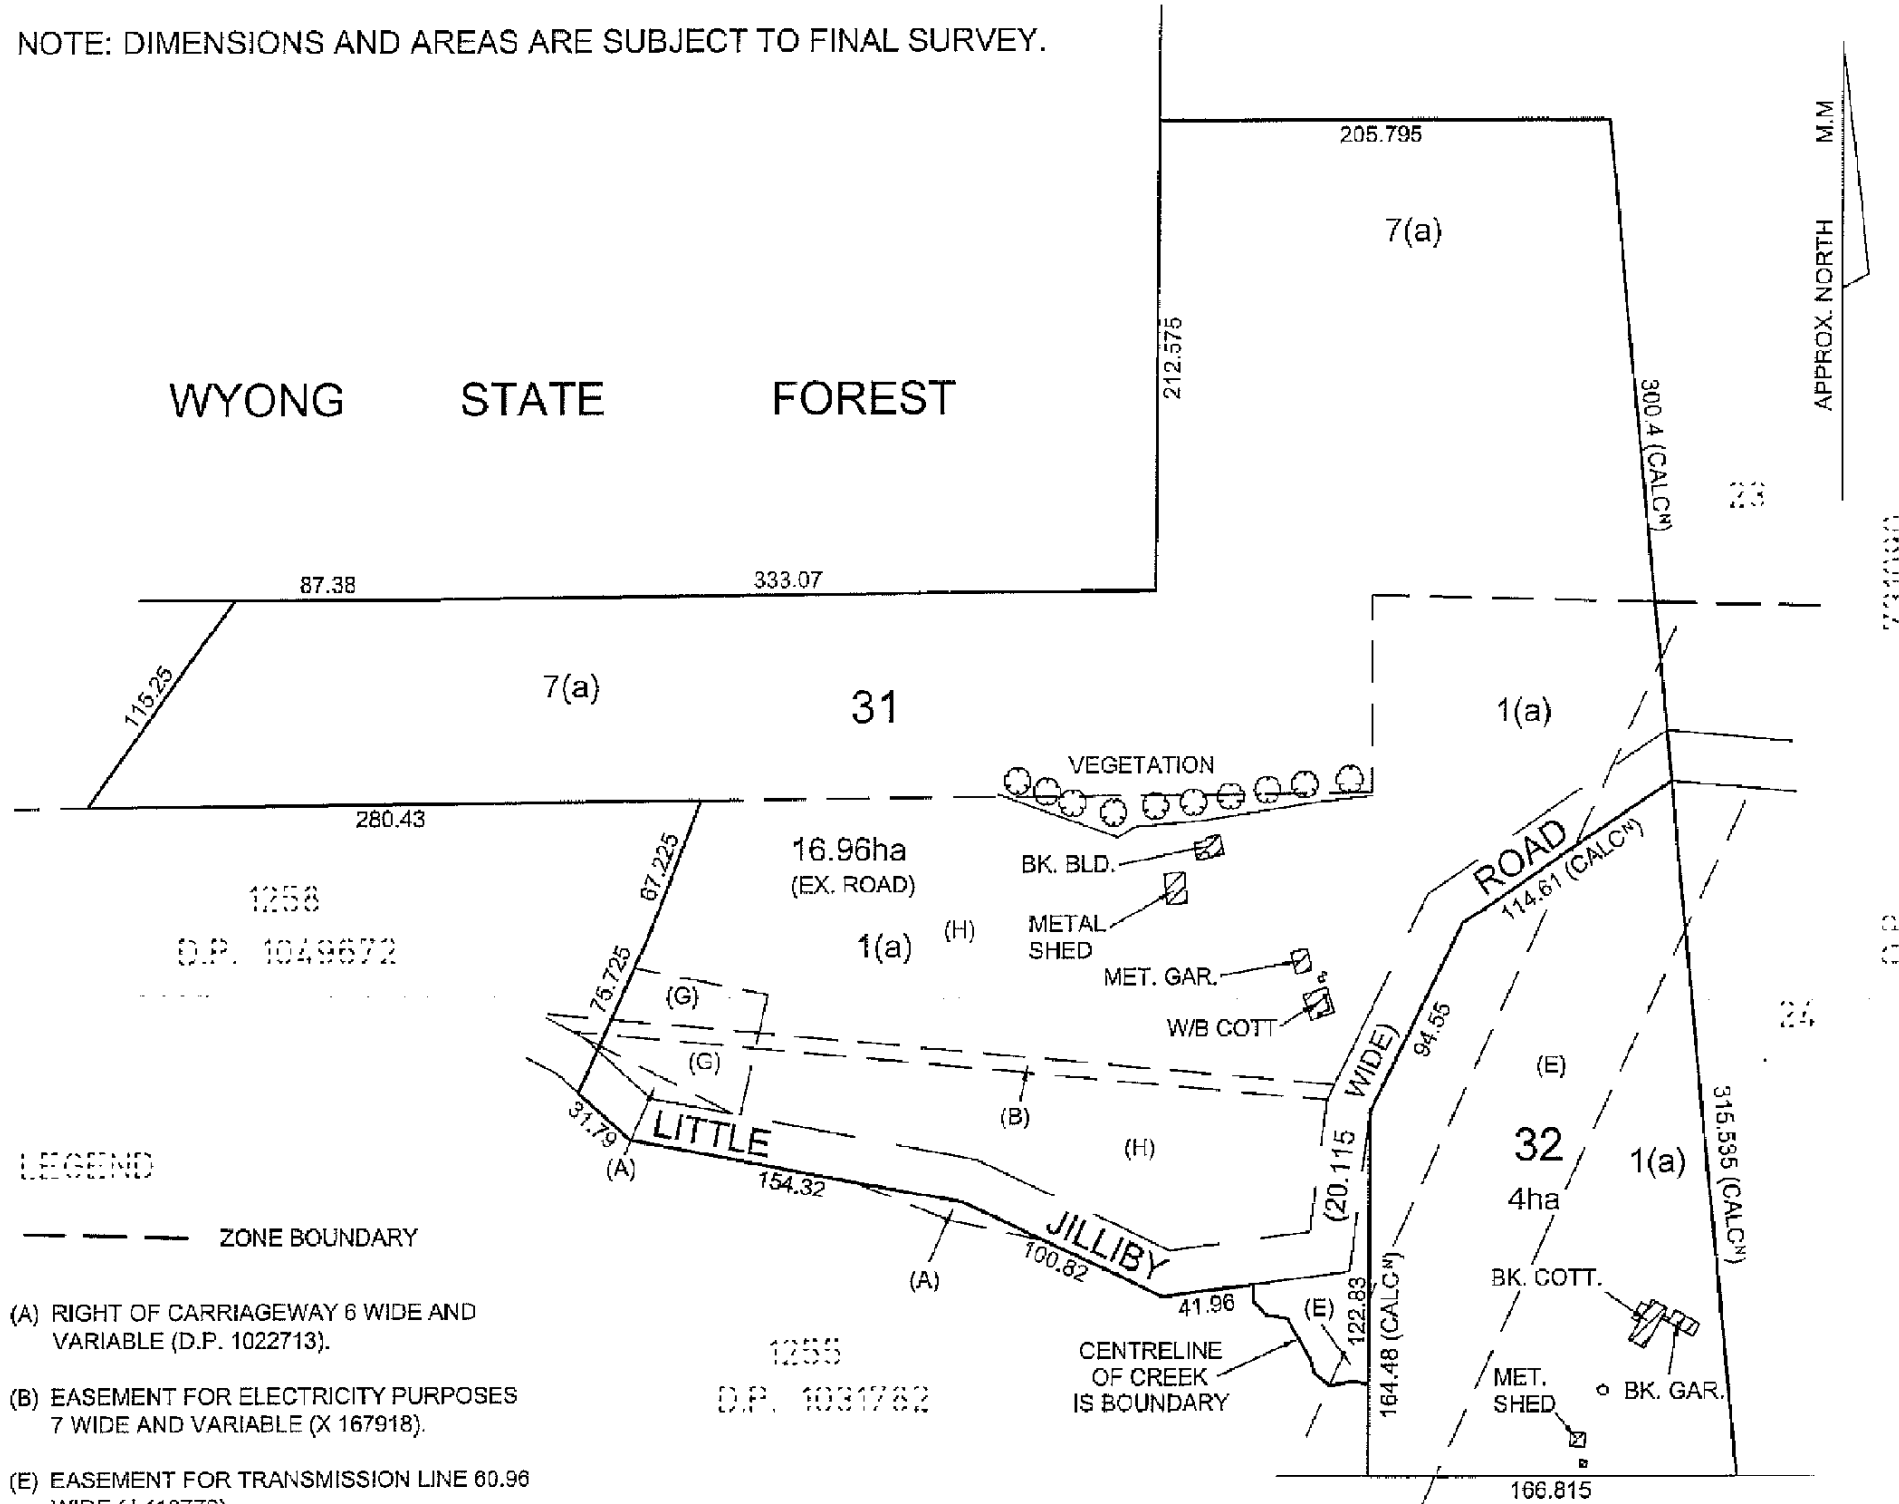 NOTE: DIMENSIONS AND AREAS ARE SUBJECT TO FINAL SURVEY.
205.795
7(a)
M.M
APPROX. NORTH
212.575
300.4 (CALCᴺ)
WYONG STATE FOREST
23
87.38
333.07
115.25
7(a)
31
1(a)
VEGETATION
280.43
67.225
16.96ha
(EX. ROAD)
BK. BLD.
ROAD
114.61 (CALCᴺ)
1258
D.P. 1049672
1(a)
(H)
METAL
SHED
75.725
(G)
MET. GAR.
W/B COTT
24
94.55
WIDE)
(G)
(E)
(B)
31.79
LITTLE
(A)
154.32
(H)
(20.115
32
1(a)
4ha
315.535 (CALCᴺ)
LEGEND
ZONE BOUNDARY
JILLIBY
100.82
(A)
41.96
(E)
122.83
164.48 (CALCᴺ)
BK. COTT.
(A) RIGHT OF CARRIAGEWAY 6 WIDE AND
VARIABLE (D.P. 1022713).
1255
D.P. 1031782
CENTRELINE
OF CREEK
IS BOUNDARY
MET.
SHED
BK. GAR.
(B) EASEMENT FOR ELECTRICITY PURPOSES
7 WIDE AND VARIABLE (X 167918).
(E) EASEMENT FOR TRANSMISSION LINE 60.96
WIDE
166.815